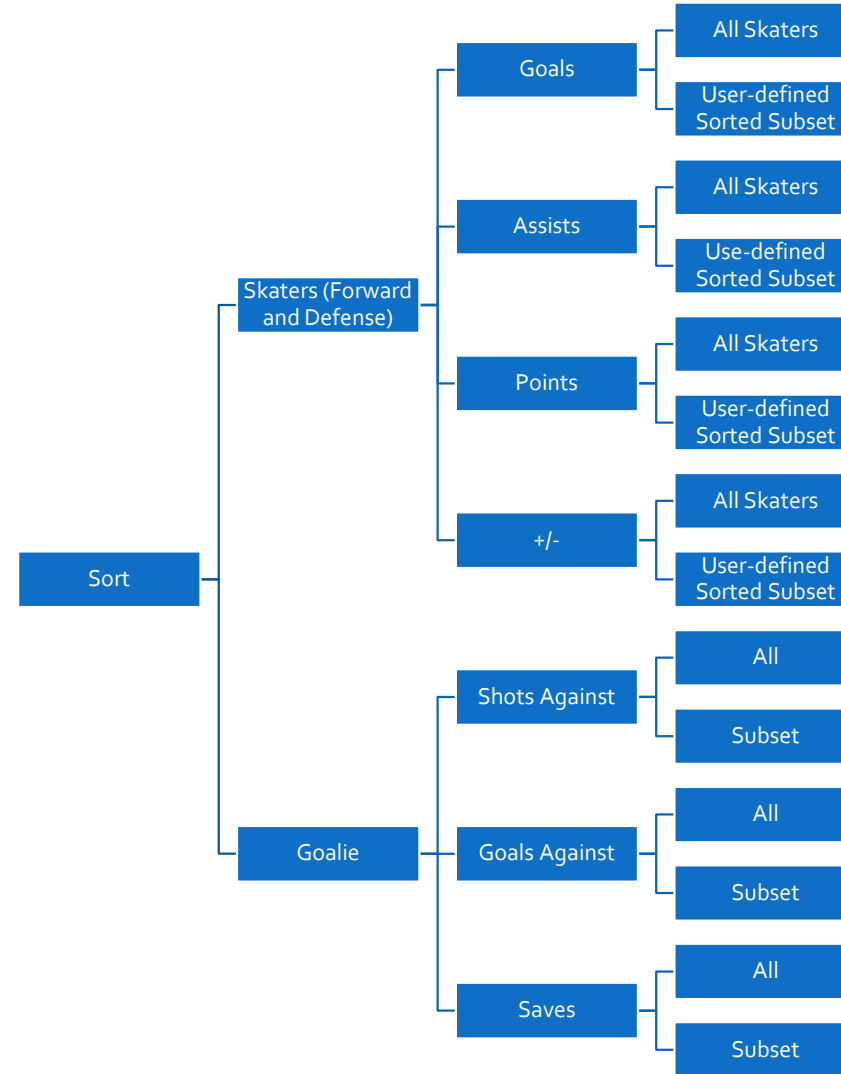 All Skaters
Goals
User-defined
Sorted Subset
All Skaters
Assists
Use-defined
Sorted Subset
Skaters (Forward
and Defense)
All Skaters
Points
User-defined
Sorted Subset
All Skaters
+/-
User-defined
Sorted Subset
Sort
All
Shots Against
Subset
All
Goalie
Goals Against
Subset
All
Saves
Subset